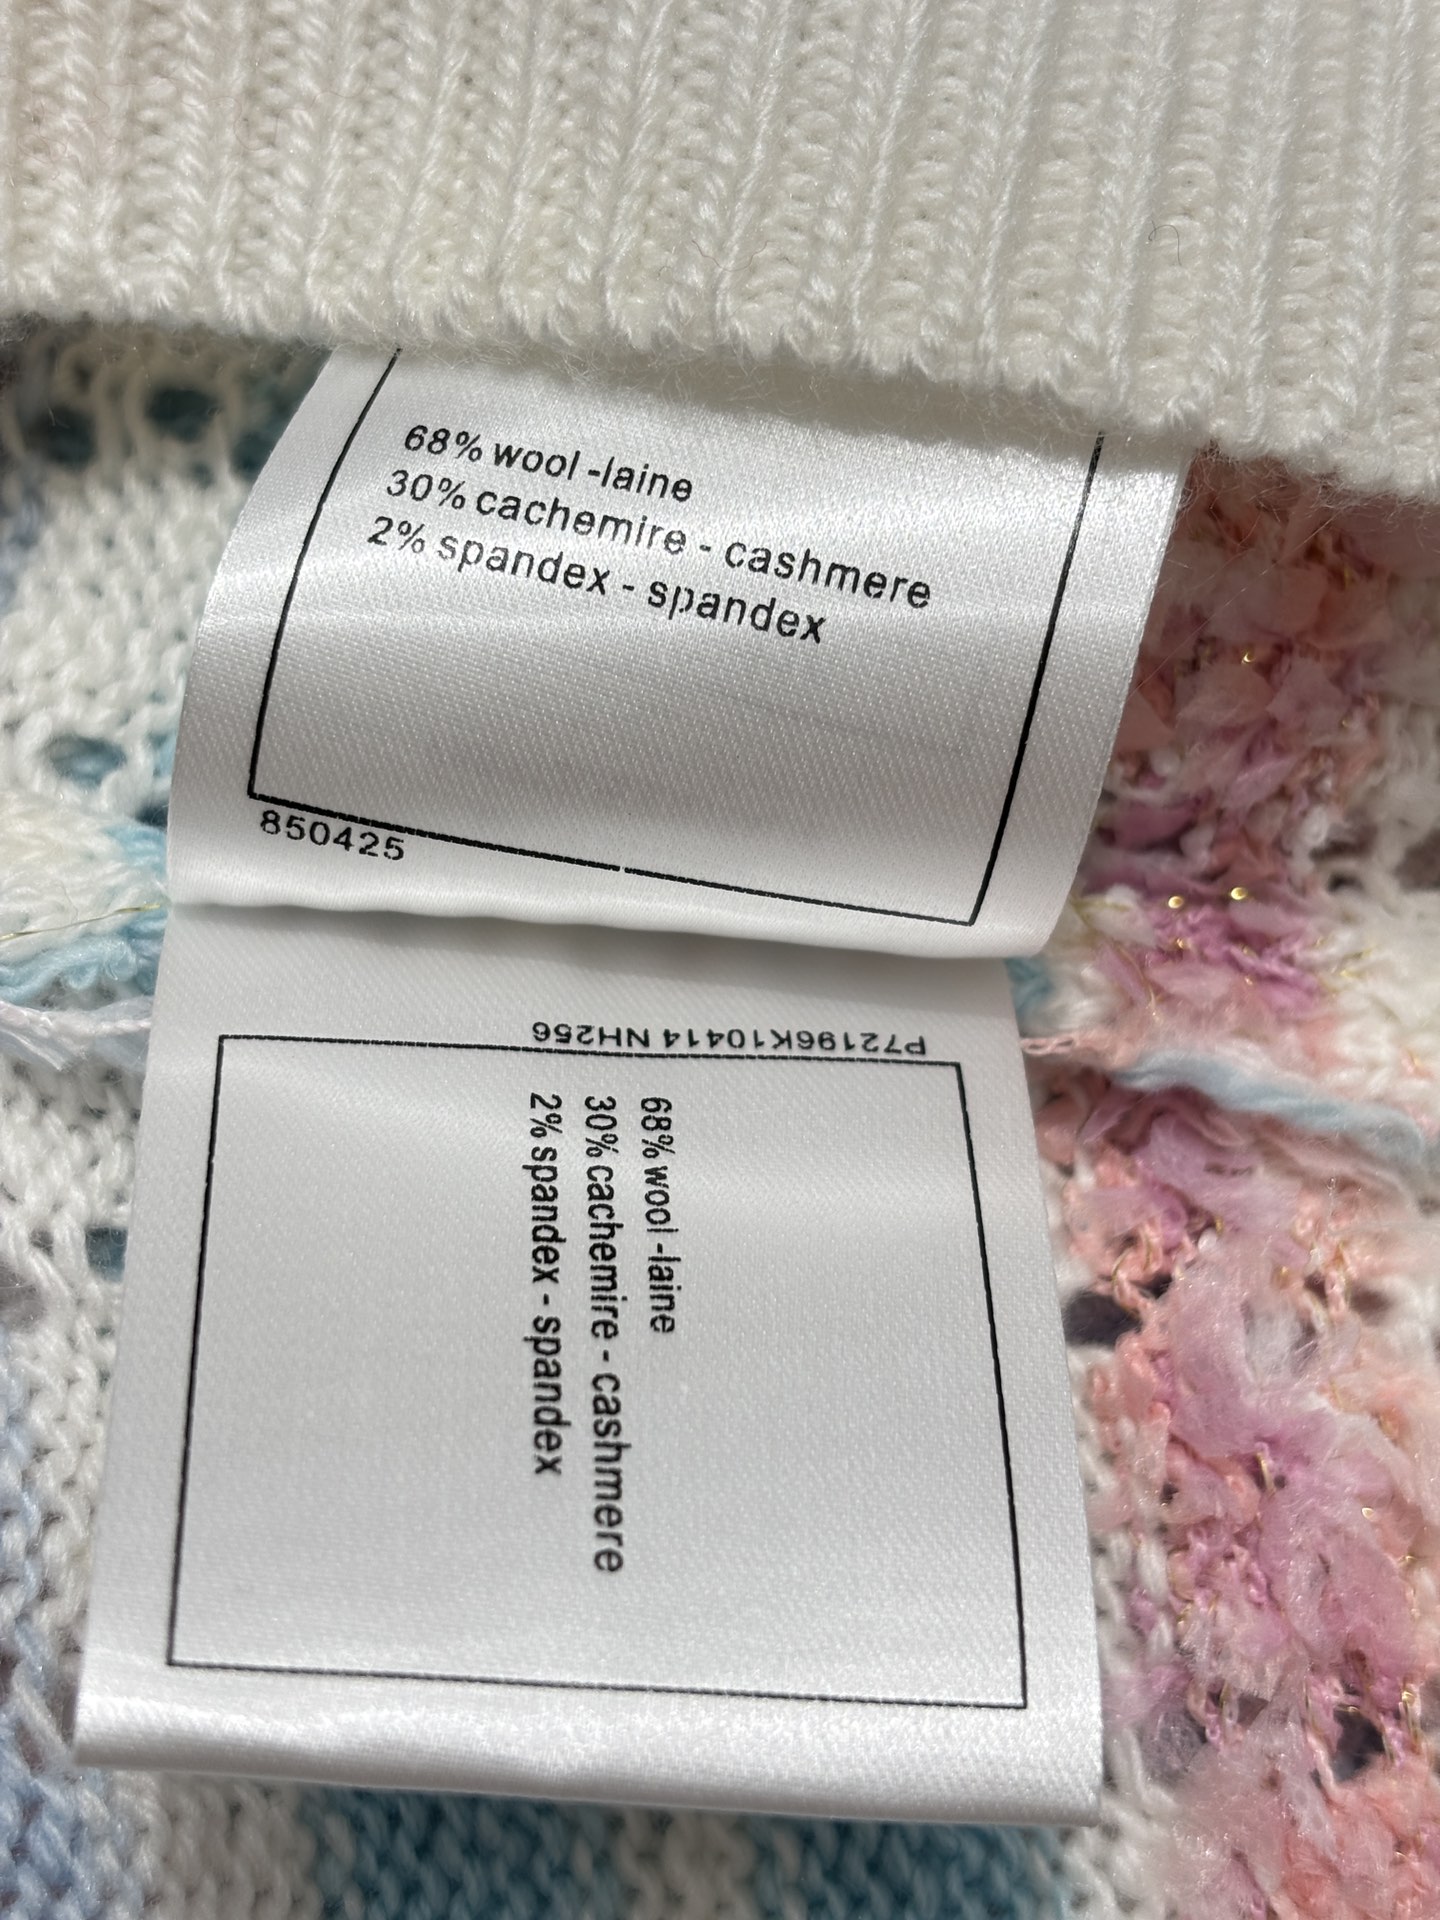 68% wool -laine
30% cachemire - cashmere
2% spandex - spandex
850425
P72196K10414 NH256
68% wool -laine
30% cachemire - cashmere
2% spandex - spandex